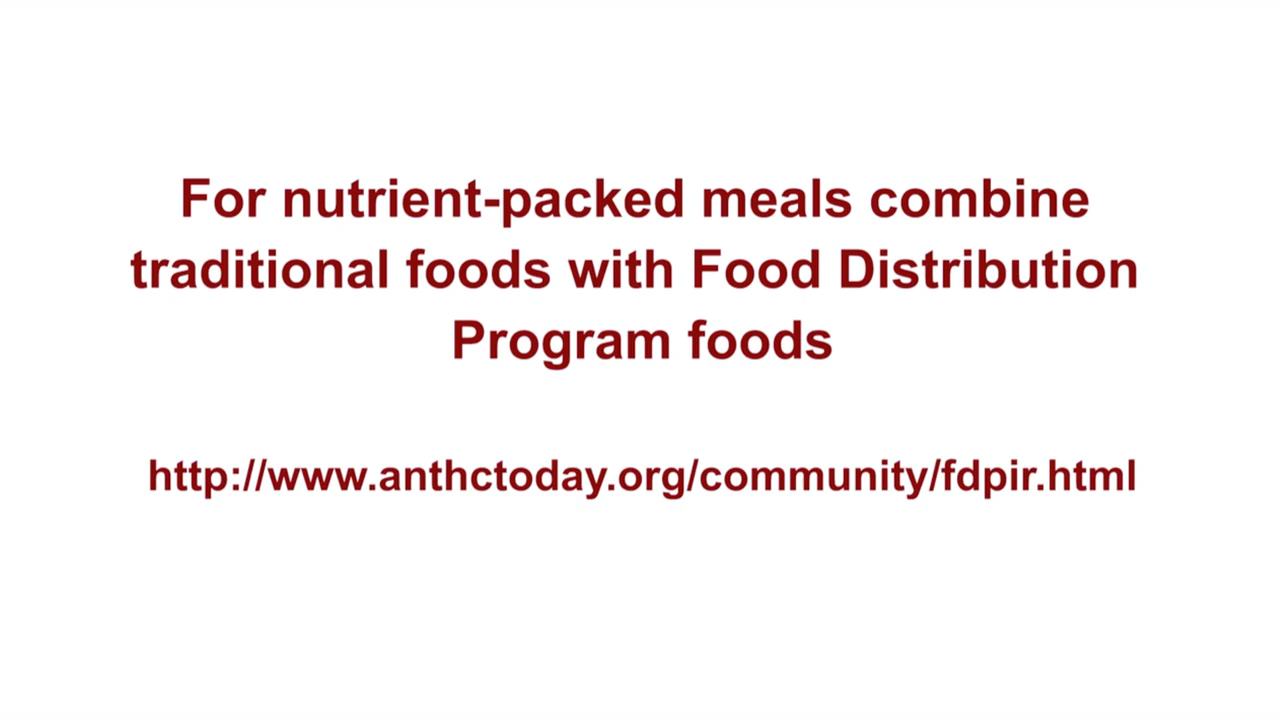 For nutrient-packed meals combine
traditional foods with Food Distribution
Program foods
http://www.anthctoday.org/community/fdpir.html